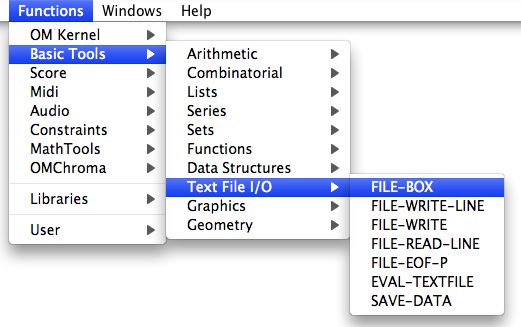 Functions Windows Help
OM Kernel
Basic Tools
Score
Midi
Audio
Constraints
MathTools
OMChroma
Libraries
User
Arithmetic
Combinatorial
Lists
Series
Sets
Functions
Data Structures
Text File I/O
Graphics
Geometry
FILE-BOX
FILE-WRITE-LINE
FILE-WRITE
FILE-READ-LINE
FILE-EOF-P
EVAL-TEXTFILE
SAVE-DATA